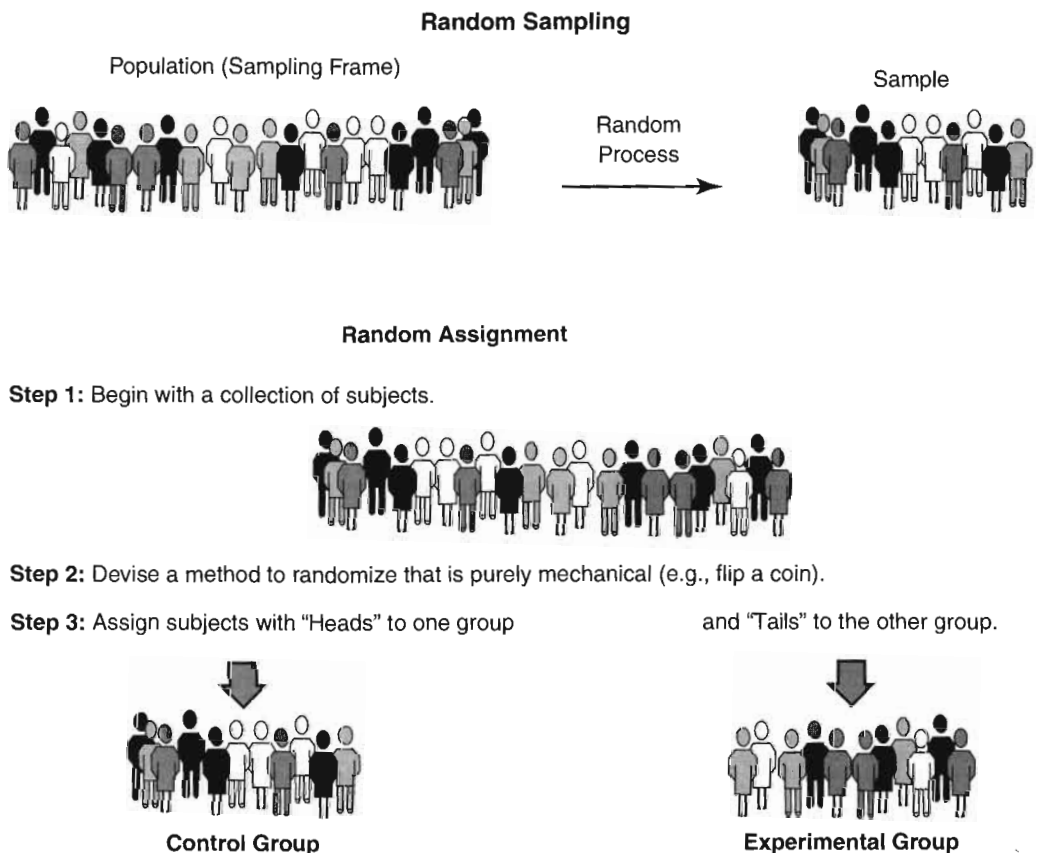 Random Sampling
Population (Sampling Frame)
Sample
Random
Process
Random Assignment
Step 1: Begin with a collection of subjects.
Step 2: Devise a method to randomize that is purely mechanical (e.g., flip a coin).
Step 3: Assign subjects with “Heads” to one group
and “Tails” to the other group.
Control Group
Experimental Group